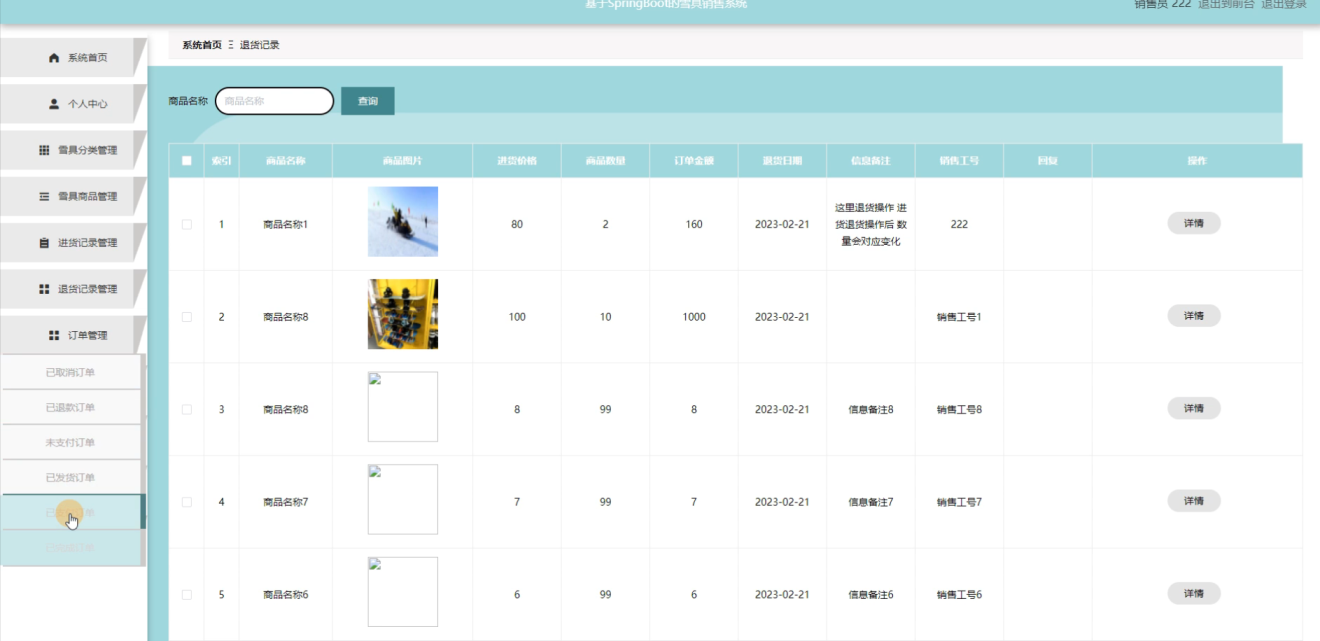 基于SpringBoot的雪具销售系统
销售员 222 退出到前台 退出登录
系统首页
个人中心
雪具分类管理
雪具商品管理
进货记录管理
退货记录管理
订单管理
已取消订单
已退款订单
未支付订单
已发货订单
系统首页 Ξ 退货记录
商品名称 商品名称 查询
索引 商品名称 商品图片 进货价格 商品数量 订单金额 退货日期 信息备注 销售工号 回复 操作
1 商品名称1 80 2 160 2023-02-21 这里退货操作 进
货退货操作后 数
量会对应变化
222 详情
2 商品名称8 100 10 1000 2023-02-21 销售工号1 详情
3 商品名称8 8 99 8 2023-02-21 信息备注8 销售工号8 详情
4 商品名称7 7 99 7 2023-02-21 信息备注7 销售工号7 详情
5 商品名称6 6 99 6 2023-02-21 信息备注6 销售工号6 详情